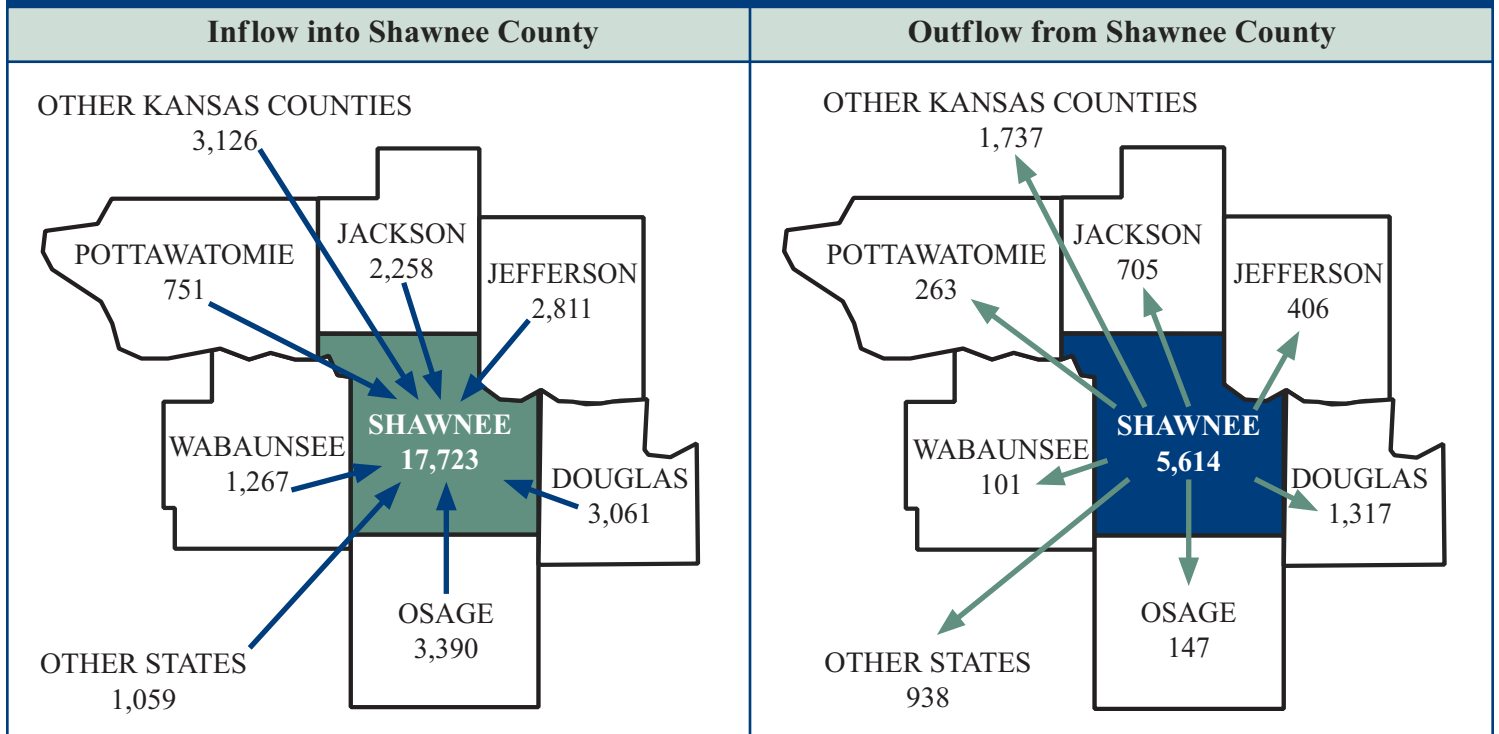 Inflow into Shawnee County
OTHER KANSAS COUNTIES
3,126
JACKSON
2,258
POTTAWATOMIE
751
JEFFERSON
2,811
SHAWNEE
17,723
WABAUNSEE
1,267
DOUGLAS
3,061
OSAGE
3,390
OTHER STATES
1,059
Outflow from Shawnee County
OTHER KANSAS COUNTIES
1,737
JACKSON
705
POTTAWATOMIE
263
JEFFERSON
406
SHAWNEE
5,614
WABAUNSEE
101
DOUGLAS
1,317
OSAGE
147
OTHER STATES
938